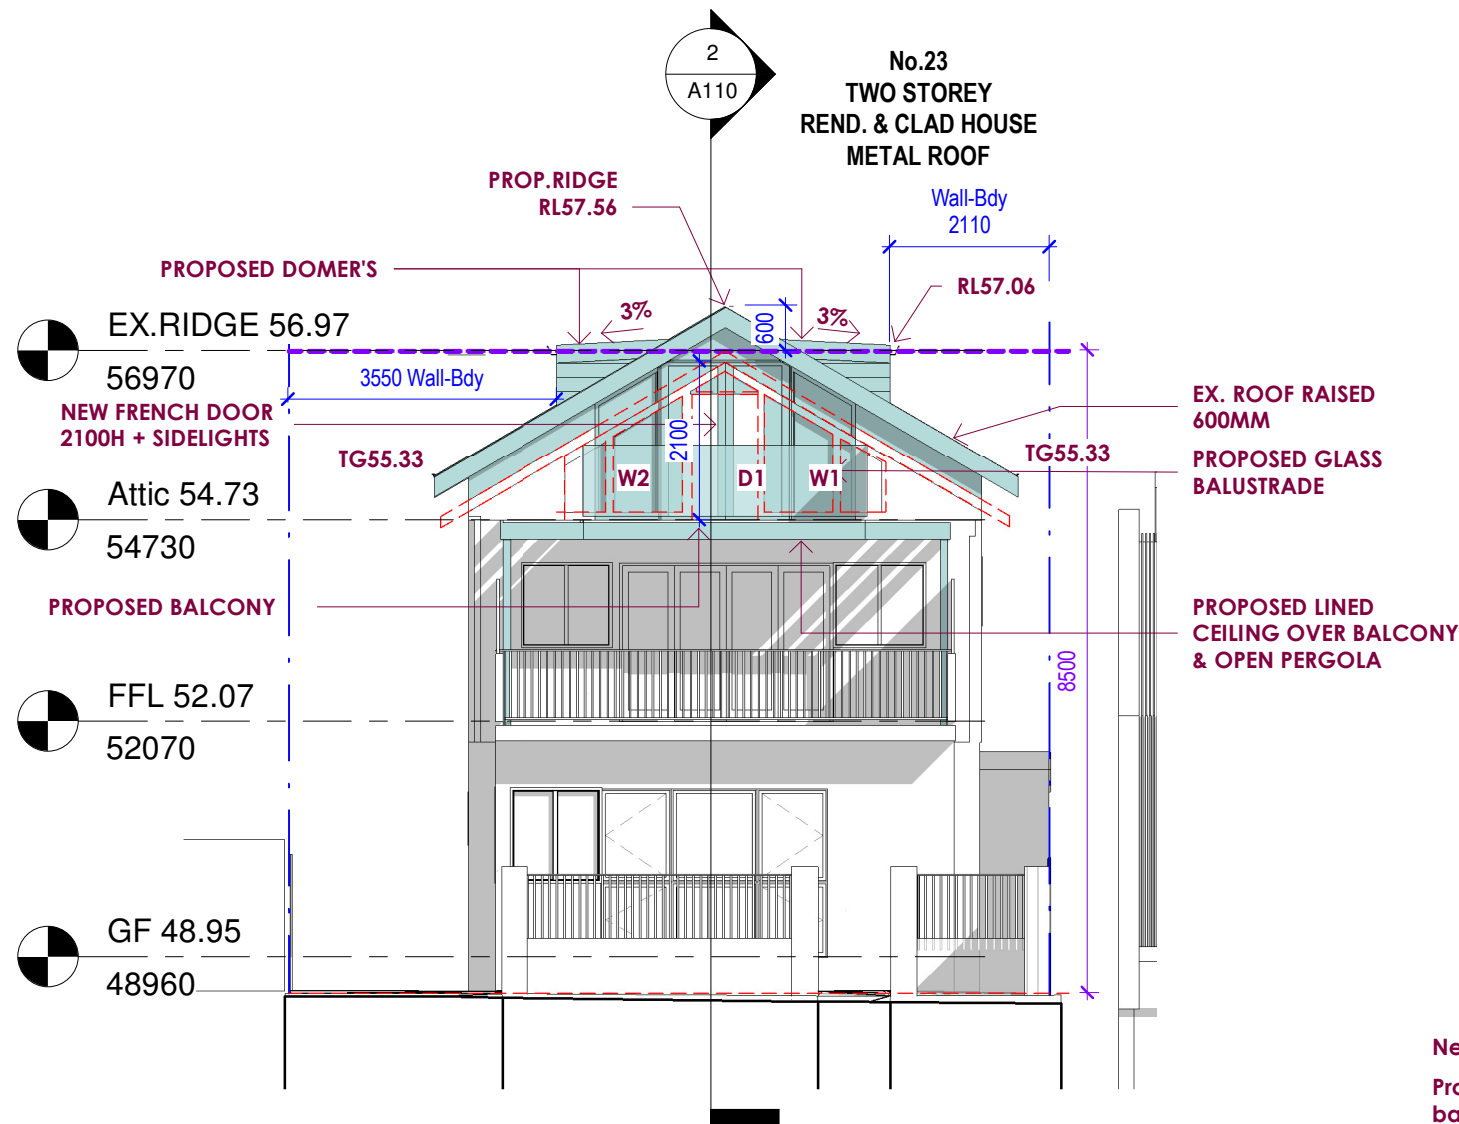 2
A110
No.23
TWO STOREY
REND. & CLAD HOUSE
METAL ROOF
PROP.RIDGE
RL57.56
Wall-Bdy
2110
PROPOSED DOMER'S
RL57.06
3%
3%
600
EX.RIDGE 56.97
56970
3550 Wall-Bdy
NEW FRENCH DOOR
2100H + SIDELIGHTS
EX. ROOF RAISED
600MM
2100
TG55.33
TG55.33
PROPOSED GLASS
BALUSTRADE
W2
D1
W1
Attic 54.73
54730
PROPOSED BALCONY
PROPOSED LINED
CEILING OVER BALCONY
& OPEN PERGOLA
8500
FFL 52.07
52070
GF 48.95
48960
Ne
Pro
ba